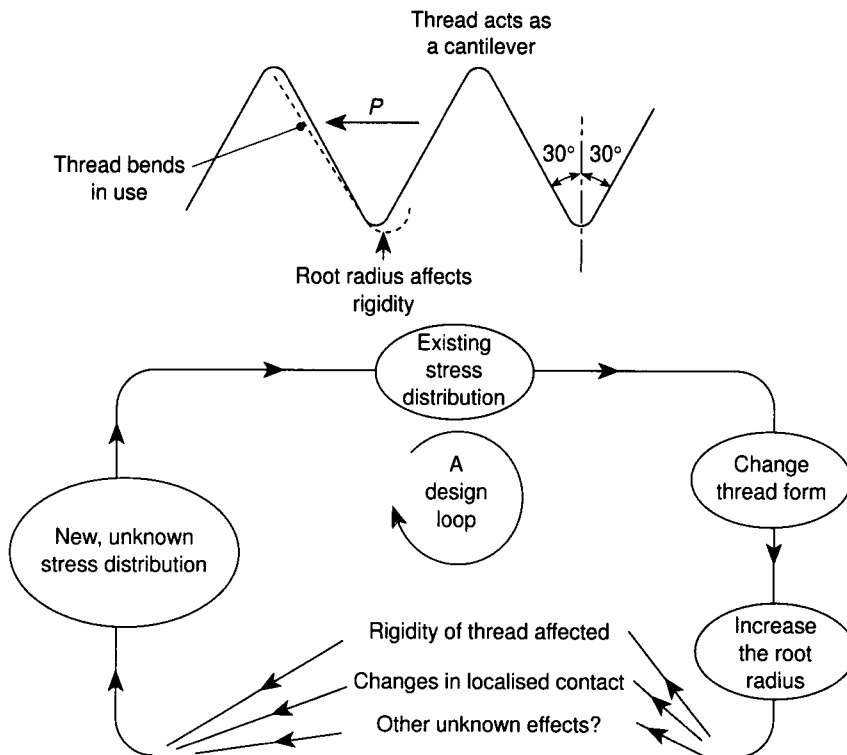 Thread acts as
a cantilever
P
Thread bends
in use
30°
30°
Root radius affects
rigidity
Existing
stress
distribution
A
design
loop
Change
thread form
New, unknown
stress distribution
Increase
the root
radius
Rigidity of thread affected
Changes in localised contact
Other unknown effects?